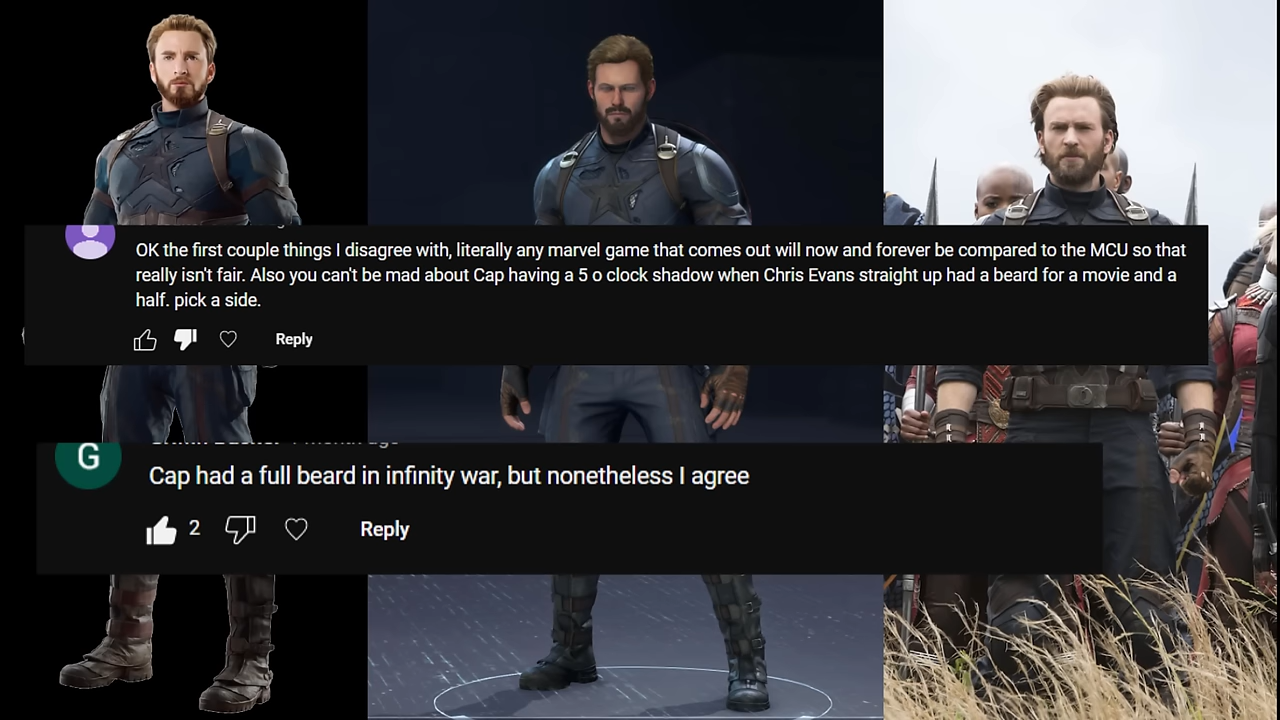 OK the first couple things I disagree with, literally any marvel game that comes out will now and forever be compared to the MCU so that
really isn't fair. Also you can't be mad about Cap having a 5 o clock shadow when Chris Evans straight up had a beard for a movie and a
half. pick a side.
Reply
G
Cap had a full beard in infinity war, but nonetheless I agree
2
Reply